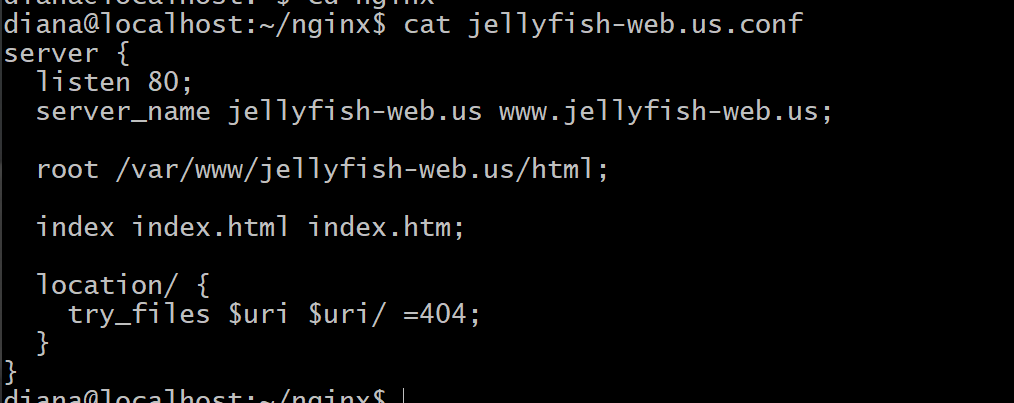 diana@localhost:~$ cd nginx
diana@localhost:~/nginx$ cat jellyfish-web.us.conf
server {
  listen 80;
  server_name jellyfish-web.us www.jellyfish-web.us;

  root /var/www/jellyfish-web.us/html;

  index index.html index.htm;

  location/ {
    try_files $uri $uri/ =404;
  }
}
diana@localhost:~/nginx$